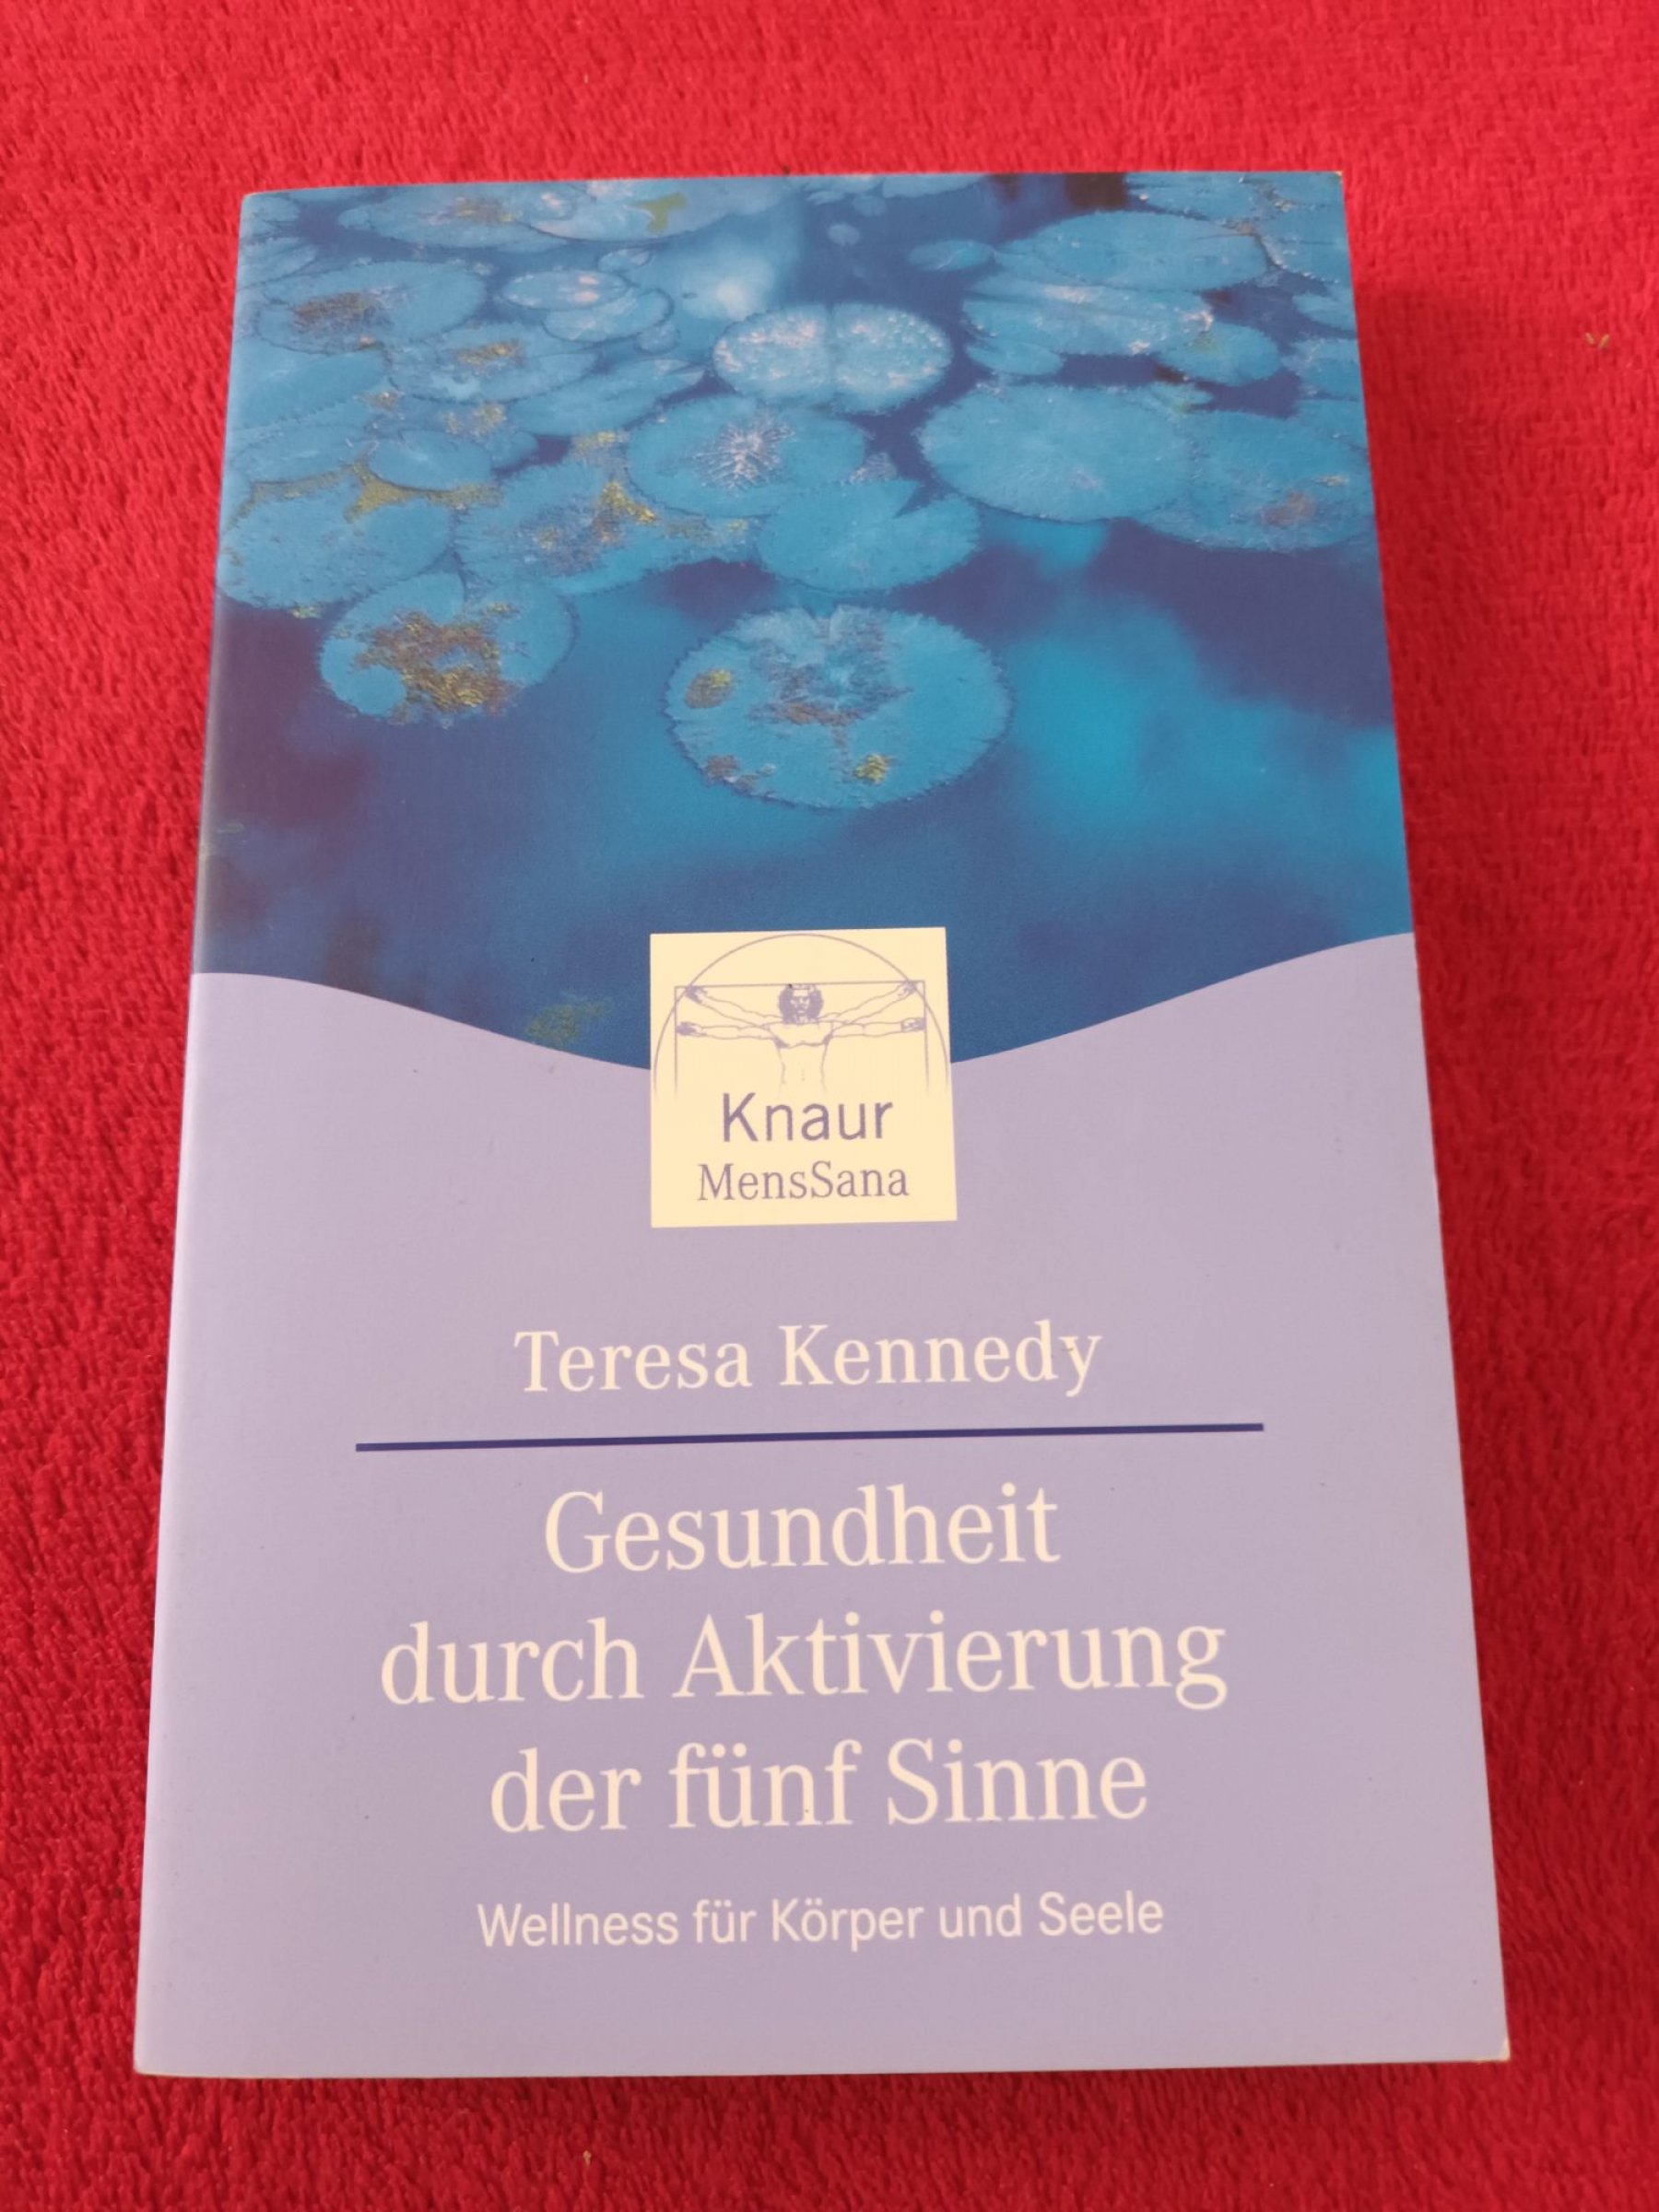 Knaur
MensSana
Teresa Kennedy
Gesundheit
durch Aktivierung
der fünf Sinne
Wellness für Körper und Seele